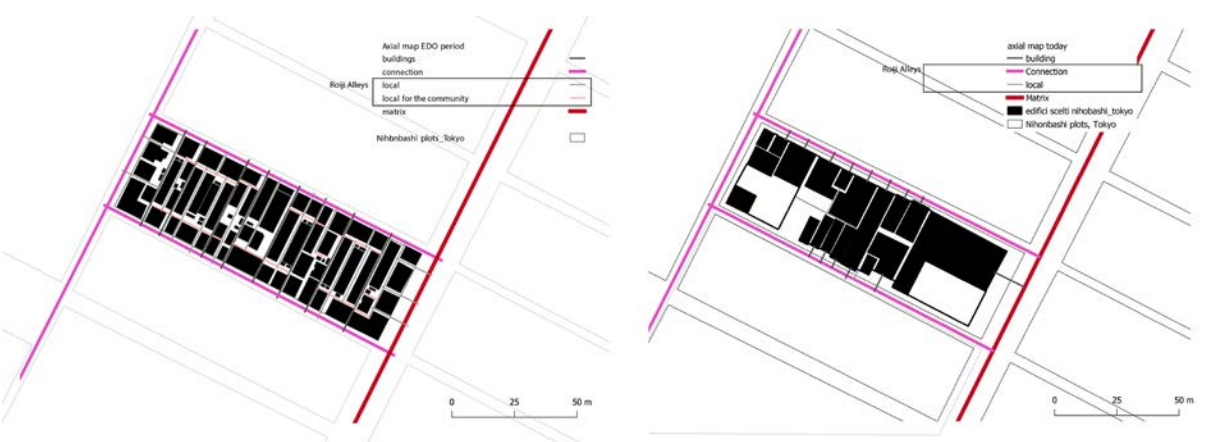 Axial map EDO period
buildings
connection
Roiji Alleys
local
local for the community
matrix
Nihbnbashi plots_Tokyo
0 25 50 m
axial map today
building
Roiji Alleys
Connection
local
Matrix
edifici scelti nihobashi_tokyo
Nihonbashi plots, Tokyo
0 25 50 m